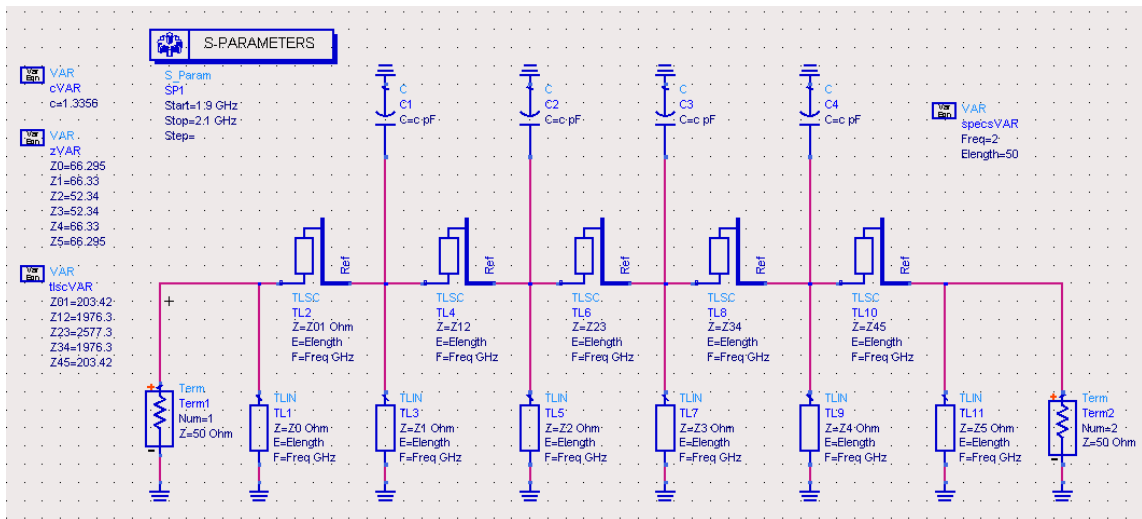 S-PARAMETERS
S_Param
SP1
Start=1.9 GHz
Stop=2.1 GHz
Step=
Var
Eqn
VAR
cVAR
c=1.3356
Var
Eqn
VAR
zVAR
Z0=66.295
Z1=66.33
Z2=52.34
Z3=52.34
Z4=66.33
Z5=66.295
Var
Eqn
VAR
tlscVAR
Z01=203.42
Z12=1976.3
Z23=2577.3
Z34=1976.3
Z45=203.42
C
C1
C=c pF
C
C2
C=c pF
C
C3
C=c pF
C
C4
C=c pF
Var
Eqn
VAR
specsVAR
Freq=2
Elength=50
Ref
TLSC
TL2
Z=Z01 Ohm
E=Elength
F=Freq GHz
Ref
TLSC
TL4
Z=Z12
E=Elength
F=Freq GHz
Ref
TLSC
TL6
Z=Z23
E=Elength
F=Freq GHz
Ref
TLSC
TL8
Z=Z34
E=Elength
F=Freq GHz
Ref
TLSC
TL10
Z=Z45
E=Elength
F=Freq GHz
+
Term
Term1
Num=1
Z=50 Ohm
-
TLIN
TL1
Z=Z0 Ohm
E=Elength
F=Freq GHz
TLIN
TL3
Z=Z1 Ohm
E=Elength
F=Freq GHz
TLIN
TL5
Z=Z2 Ohm
E=Elength
F=Freq GHz
TLIN
TL7
Z=Z3 Ohm
E=Elength
F=Freq GHz
TLIN
TL9
Z=Z4 Ohm
E=Elength
F=Freq GHz
TLIN
TL11
Z=Z5 Ohm
E=Elength
F=Freq GHz
+
Term
Term2
Num=2
Z=50 Ohm
-